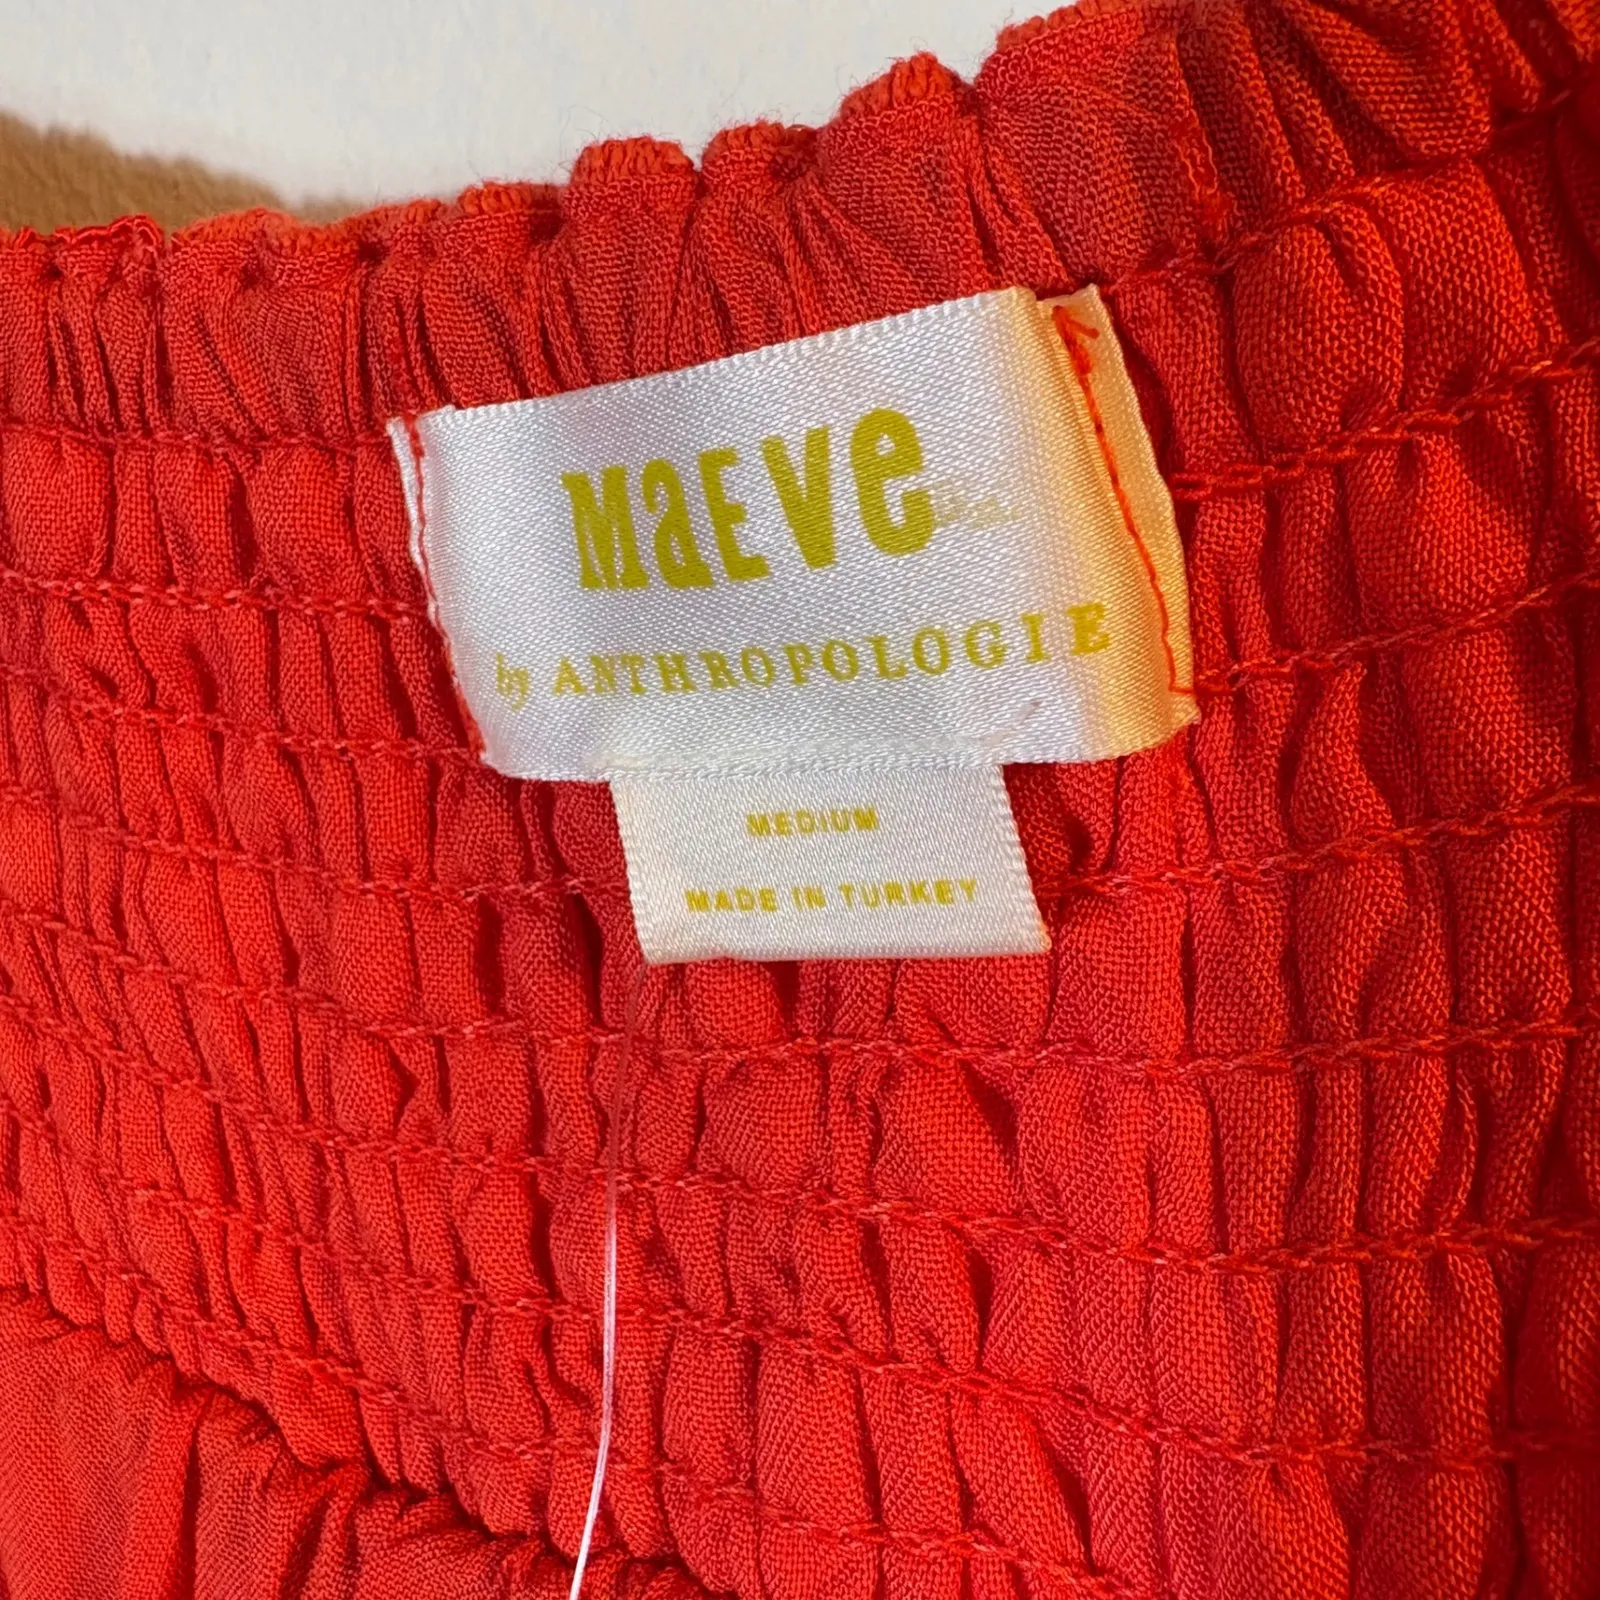 MaEve
by ANTHROPOLOGIE
MEDIUM
MADE IN TURKEY